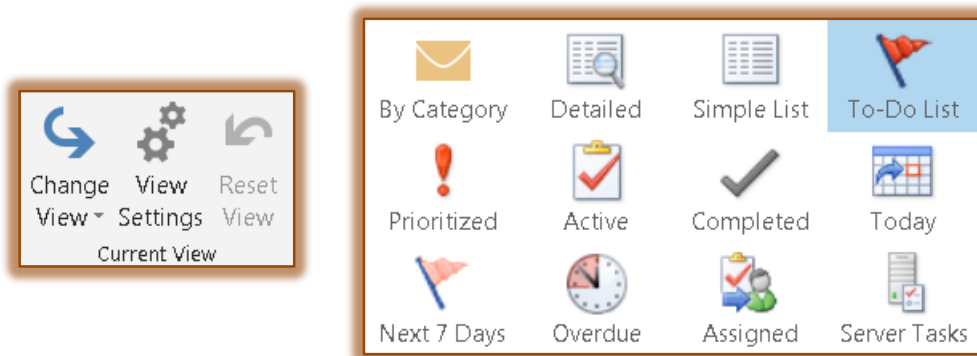 Change View Reset
View Settings View
Current View
By Category Detailed Simple List To-Do List
Prioritized Active Completed Today
Next 7 Days Overdue Assigned Server Tasks